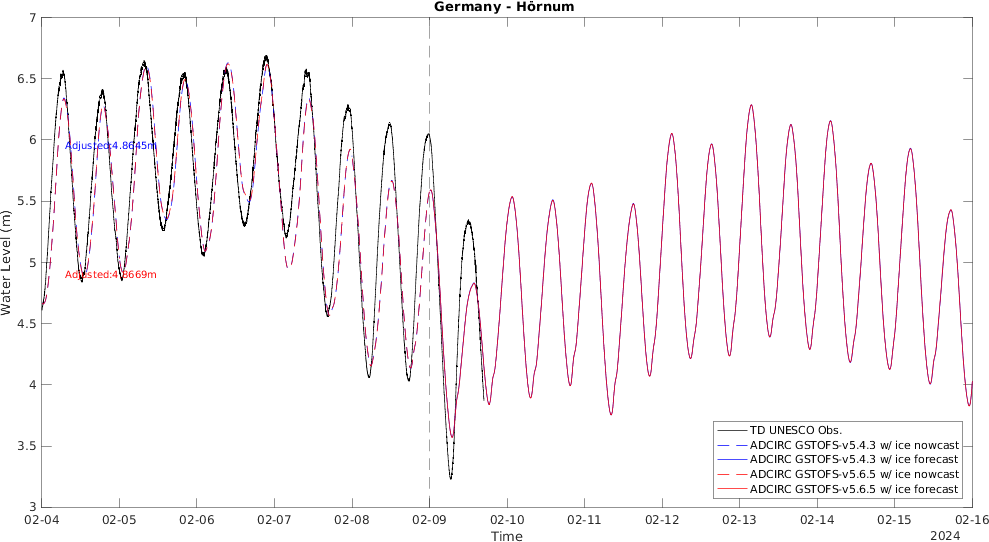 Germany - Hörnum
7
6.5
6
5.5
5
4.5
4
3.5
3
Water Level (m)
Adjusted:4.8645m
Adjusted:4.8669m
TD UNESCO Obs.
ADCIRC GSTOFS-v5.4.3 w/ ice nowcast
ADCIRC GSTOFS-v5.4.3 w/ ice forecast
ADCIRC GSTOFS-v5.6.5 w/ ice nowcast
ADCIRC GSTOFS-v5.6.5 w/ ice forecast
02-04 02-05 02-06 02-07 02-08 02-09 02-10 02-11 02-12 02-13 02-14 02-15 02-16
Time
2024